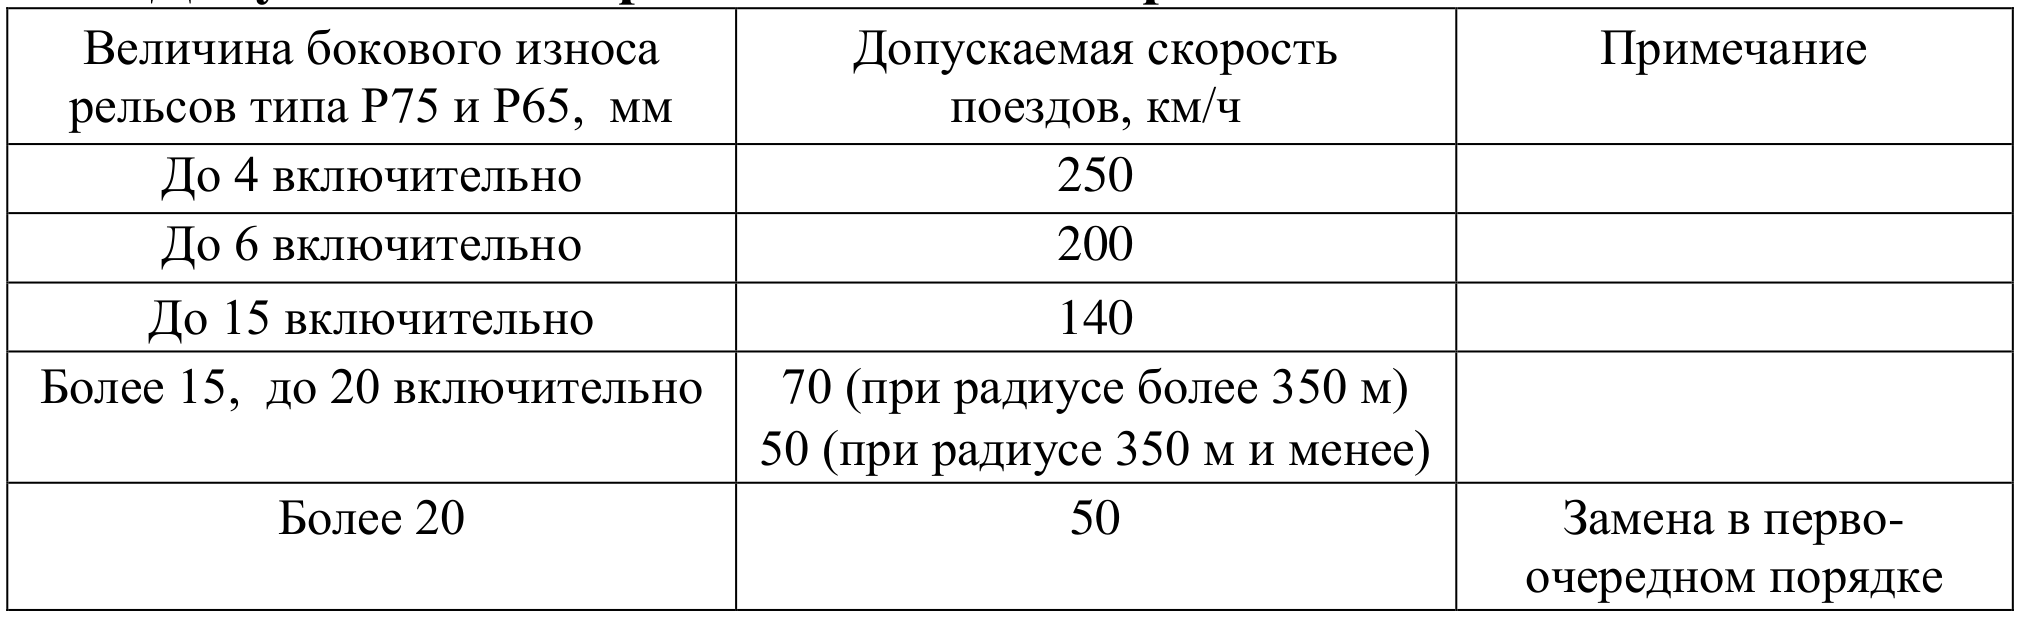 Величина бокового износа
рельсов типа Р75 и Р65, мм
Допускаемая скорость
поездов, км/ч
Примечание
До 4 включительно
250
До 6 включительно
200
До 15 включительно
140
Более 15, до 20 включительно
70 (при радиусе более 350 м)
50 (при радиусе 350 м и менее)
Более 20
50
Замена в перво-
очередном порядке